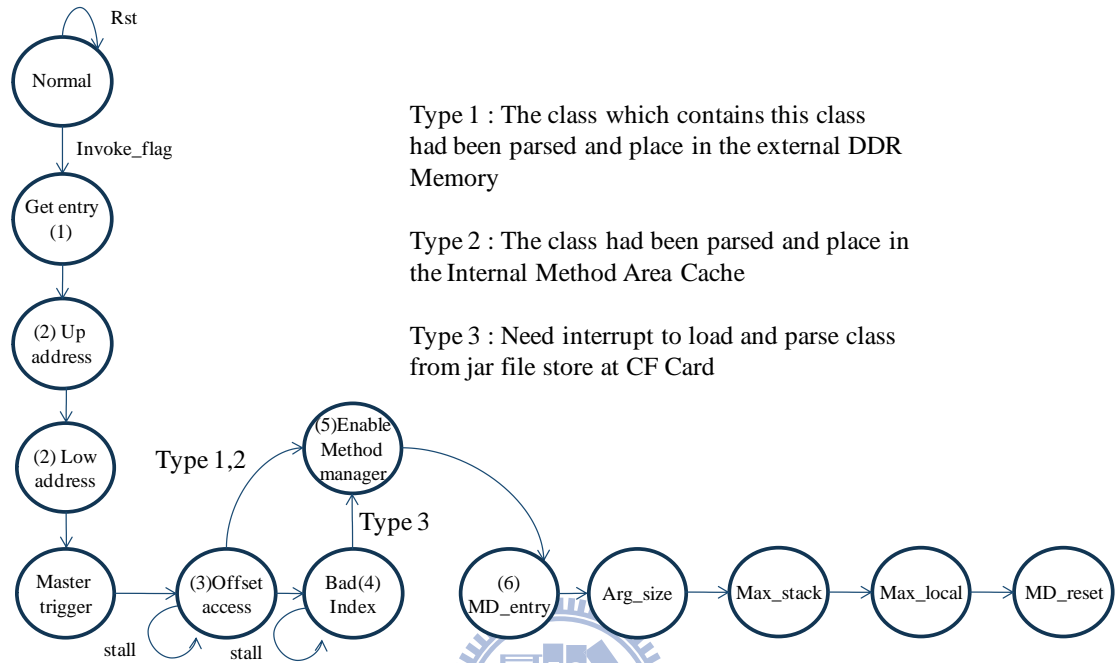 Rst
Normal
Invoke_flag
Get entry
(1)
(2) Up
address
(2) Low
address
Master
trigger
(3)Offset
access
stall
Bad(4)
Index
stall
Type 1,2
Type 3
(5)Enable
Method
manager
(6)
MD_entry
Arg_size
Max_stack
Max_local
MD_reset
Type 1 : The class which contains this class
had been parsed and place in the external DDR
Memory
Type 2 : The class had been parsed and place in
the Internal Method Area Cache
Type 3 : Need interrupt to load and parse class
from jar file store at CF Card